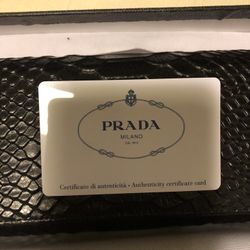 PRADA
MILANO
DAL 1913
Certificato di autenticità - Authenticity certificate card